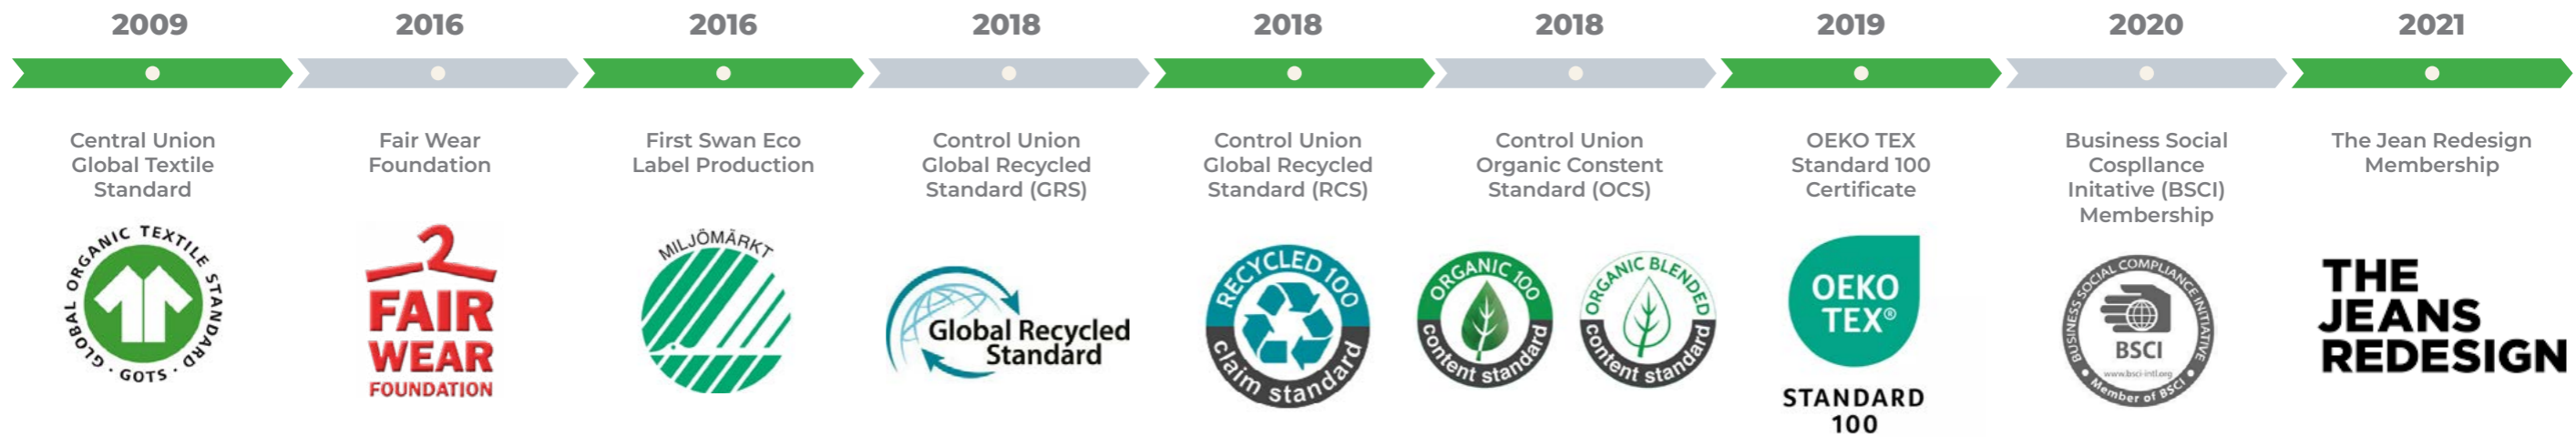 2009
2016
2016
2018
2018
2018
2019
2020
2021
Central Union
Global Textile
Standard
Fair Wear
Foundation
First Swan Eco
Label Production
Control Union
Global Recycled
Standard (GRS)
Control Union
Global Recycled
Standard (RCS)
Control Union
Organic Constent
Standard (OCS)
OEKO TEX
Standard 100
Certificate
Business Social
Cospllance
Initative (BSCI)
Membership
The Jean Redesign
Membership
GLOBAL ORGANIC TEXTILE STANDARD
· GOTS ·
FAIR
WEAR
FOUNDATION
MILJÖMÄRKT
Global Recycled
Standard
RECYCLED 100
claim standard
ORGANIC 100
content standard
ORGANIC BLENDED
content standard
OEKO
TEX®
STANDARD
100
BUSINESS SOCIAL COMPLIANCE INITIATIVE
BSCI
www.bsci-intl.org
Member of BSCI
THE
JEANS
REDESIGN